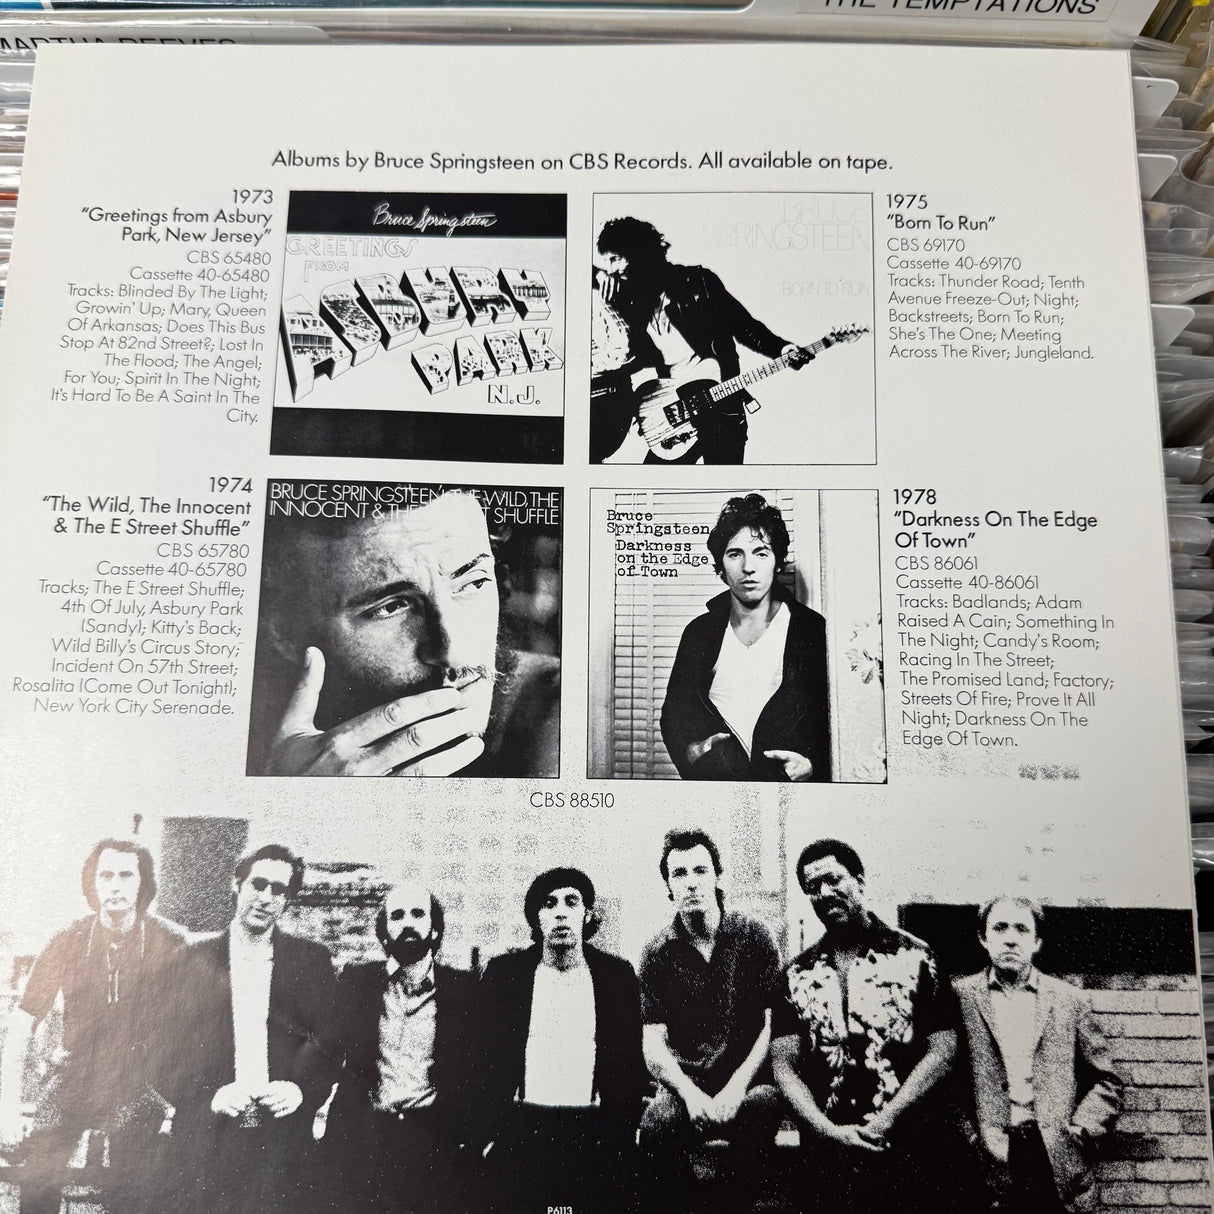 THE TEMPTATIONS
MARTHA REEVES
Albums by Bruce Springsteen on CBS Records. All available on tape.
1973
“Greetings from Asbury
Park, New Jersey”
CBS 65480
Cassette 40-65480
Tracks: Blinded By The Light;
Growin' Up; Mary, Queen
Of Arkansas; Does This Bus
Stop At 82nd Street?; Lost In
The Flood; The Angel;
For You; Spirit In The Night;
It's Hard To Be A Saint In The
City.
Bruce Springsteen
GREETINGS
FROM
ASBURY
PARK
N.J.
BRUCE
SPRINGSTEEN
BORN TO RUN
1975
“Born To Run”
CBS 69170
Cassette 40-69170
Tracks: Thunder Road; Tenth
Avenue Freeze-Out; Night;
Backstreets; Born To Run;
She's The One; Meeting
Across The River; Jungleland.
1974
“The Wild, The Innocent
& The E Street Shuffle”
CBS 65780
Cassette 40-65780
Tracks; The E Street Shuffle;
4th Of July, Asbury Park
(Sandy); Kitty's Back;
Wild Billy's Circus Story;
Incident On 57th Street;
Rosalita (Come Out Tonight);
New York City Serenade.
BRUCE SPRINGSTEEN THE WILD, THE
INNOCENT & THE STREET SHUFFLE
Bruce
Springsteen
Darkness
on the Edge
of Town
1978
“Darkness On The Edge
Of Town”
CBS 86061
Cassette 40-86061
Tracks: Badlands; Adam
Raised A Cain; Something In
The Night; Candy's Room;
Racing In The Street;
The Promised Land; Factory;
Streets Of Fire; Prove It All
Night; Darkness On The
Edge Of Town.
CBS 88510
P6113